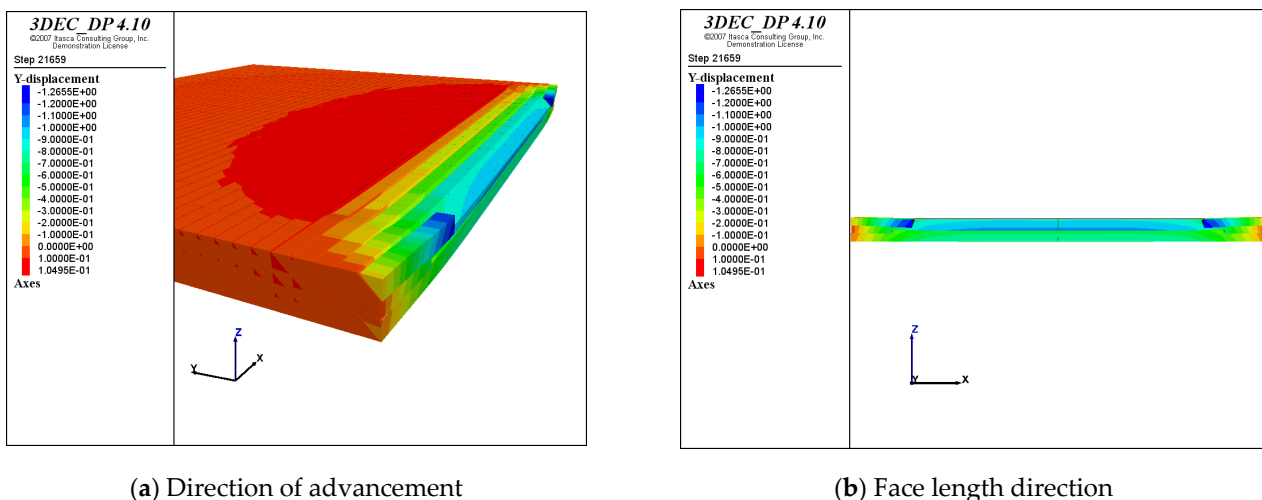 3DEC_DP 4.10
©2007 Itasca Consulting Group, Inc.
Demonstration License
Step 21659
Y-displacement
-1.2655E+00
-1.2000E+00
-1.1000E+00
-1.0000E+00
-9.0000E-01
-8.0000E-01
-7.0000E-01
-6.0000E-01
-5.0000E-01
-4.0000E-01
-3.0000E-01
-2.0000E-01
-1.0000E-01
0.0000E+00
1.0000E-01
1.0495E-01
Axes
Z
Y
X
(a) Direction of advancement
3DEC_DP 4.10
©2007 Itasca Consulting Group, Inc.
Demonstration License
Step 21659
Y-displacement
-1.2655E+00
-1.2000E+00
-1.1000E+00
-1.0000E+00
-9.0000E-01
-8.0000E-01
-7.0000E-01
-6.0000E-01
-5.0000E-01
-4.0000E-01
-3.0000E-01
-2.0000E-01
-1.0000E-01
0.0000E+00
1.0000E-01
1.0495E-01
Axes
Z
Y
X
(b) Face length direction